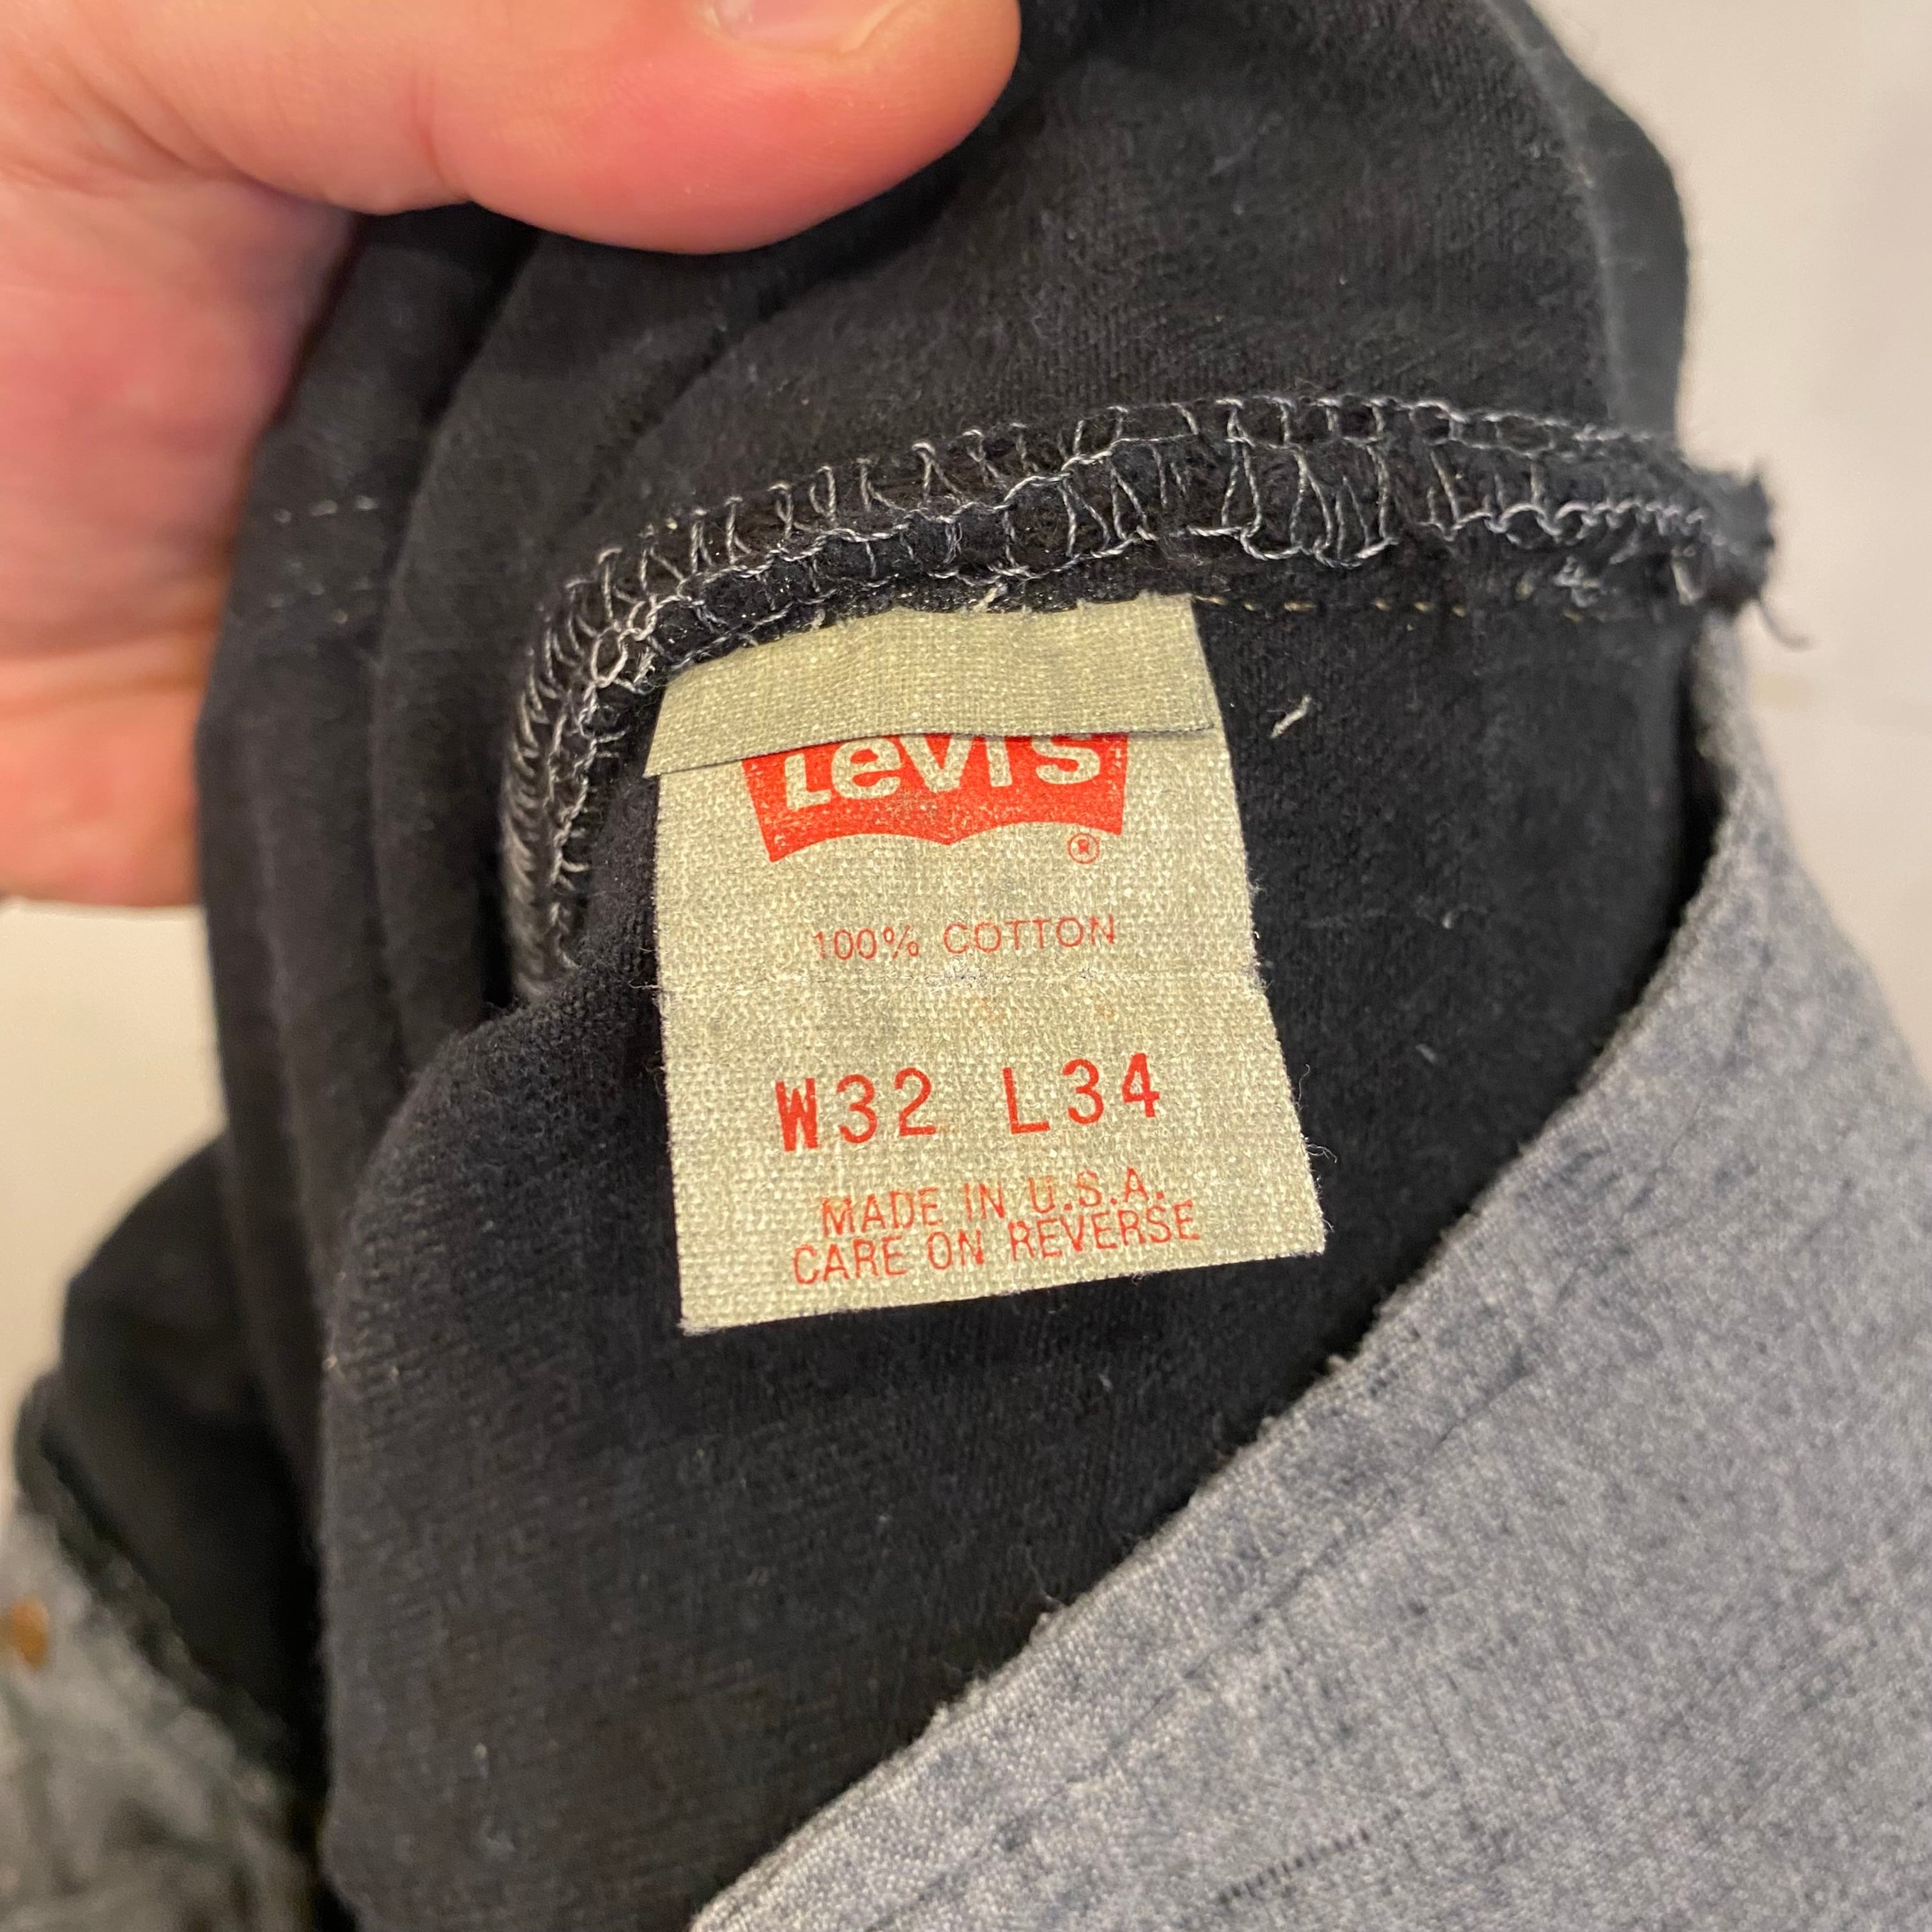 Levi's
®
100% COTTON
W32 L34
MADE IN U.S.A.
CARE ON REVERSE